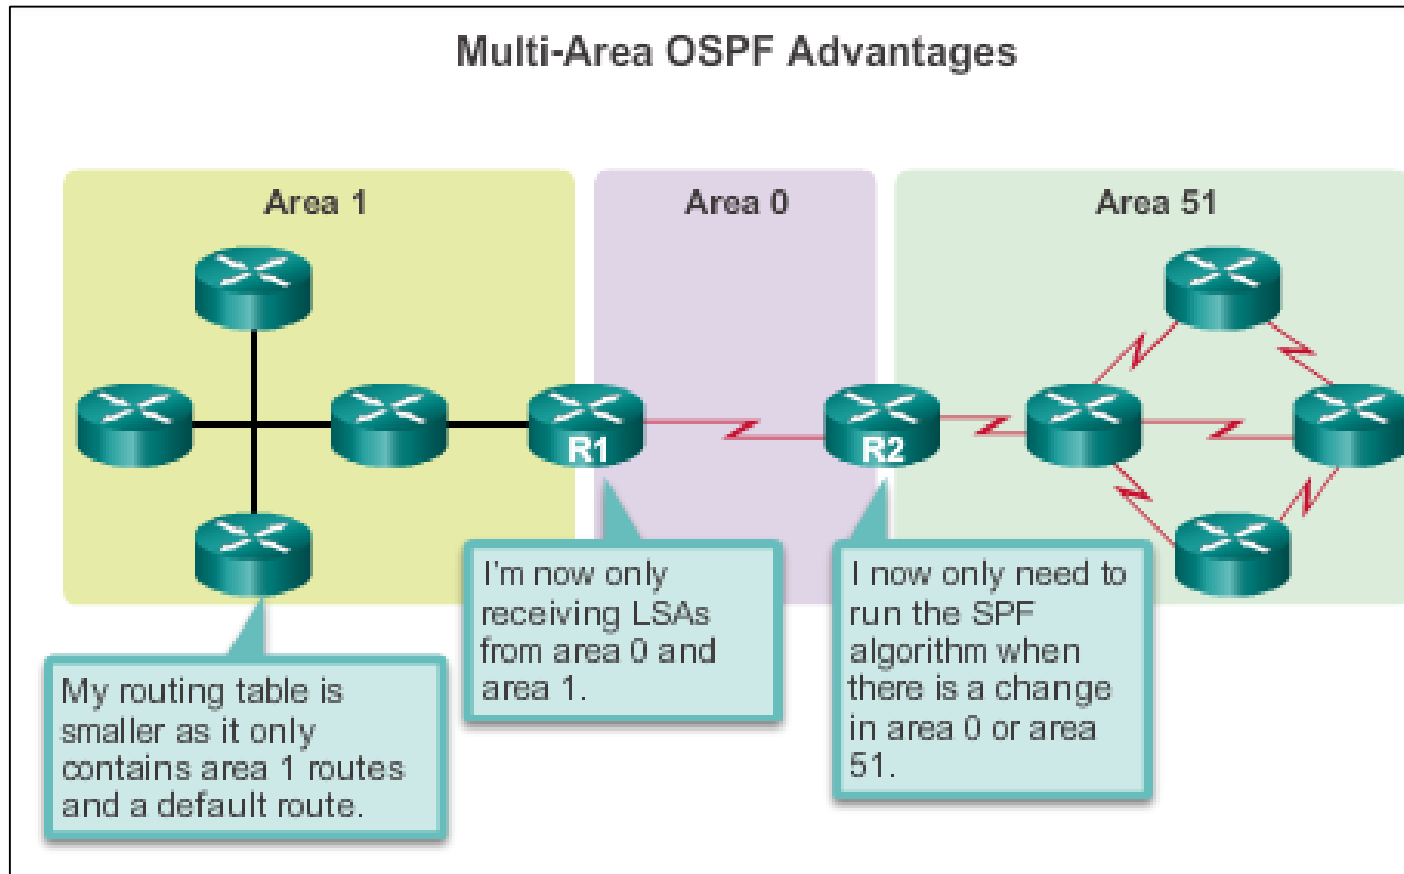 Multi-Area OSPF Advantages
Area 1
Area 0
Area 51
R1
R2
I'm now only
receiving LSAs
from area 0 and
area 1.
I now only need to
run the SPF
algorithm when
there is a change
in area 0 or area
51.
My routing table is
smaller as it only
contains area 1 routes
and a default route.